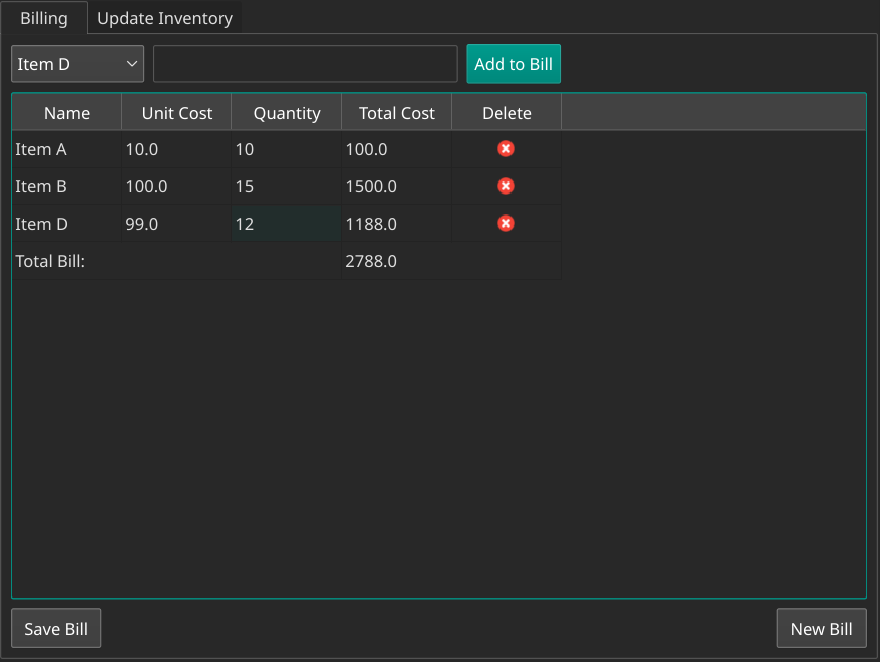 Billing Update Inventory
Item D Add to Bill
Name Unit Cost Quantity Total Cost Delete
Item A 10.0 10 100.0
Item B 100.0 15 1500.0
Item D 99.0 12 1188.0
Total Bill: 2788.0
Save Bill New Bill